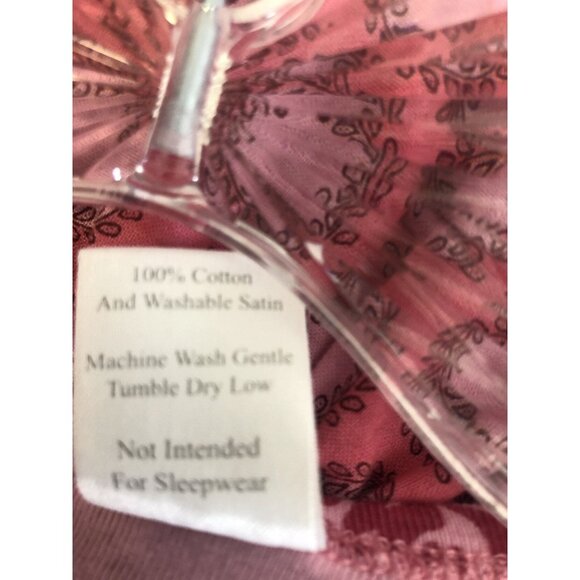 100% Cotton
And Washable Satin
Machine Wash Gentle
Tumble Dry Low
Not Intended
For Sleepwear